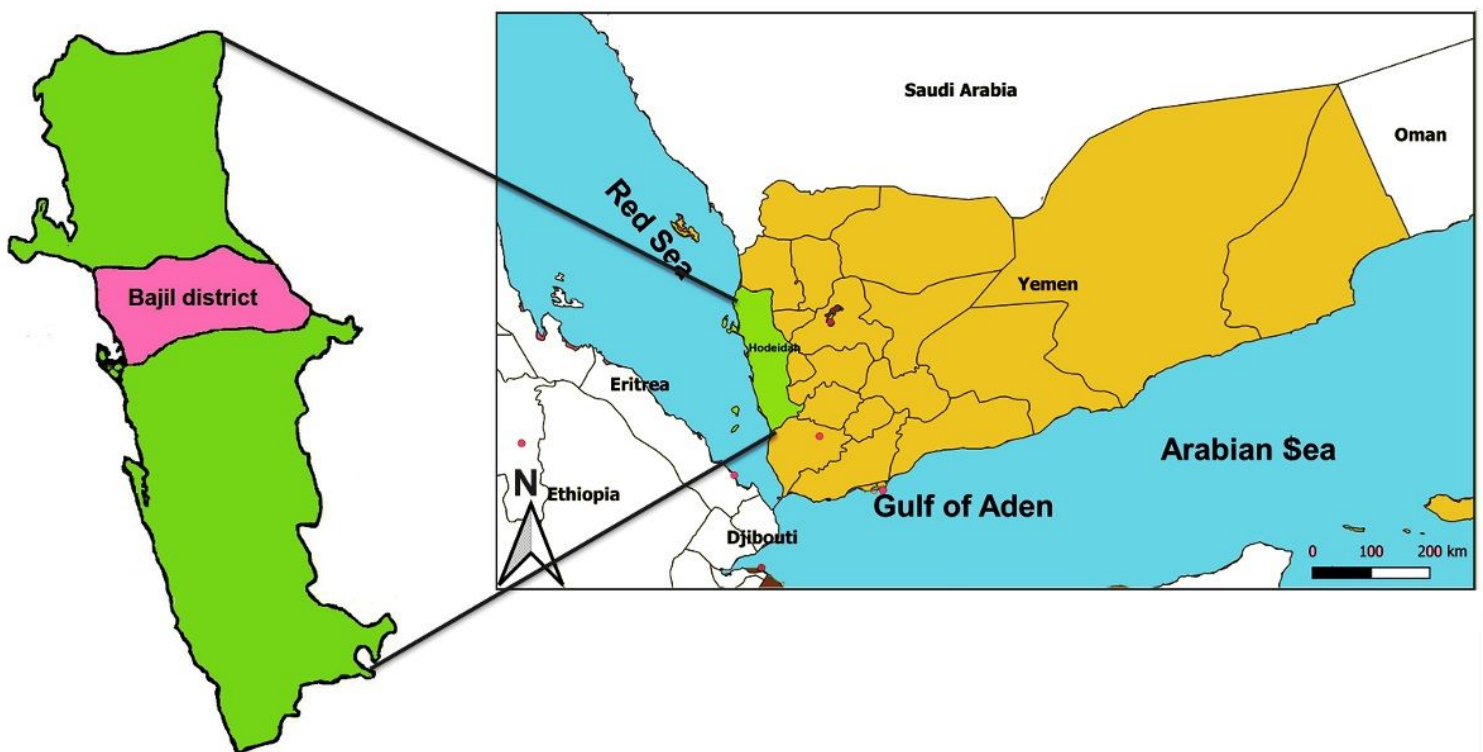 Bajil district
Saudi Arabia
Oman
Red Sea
Yemen
Hodeidah
Eritrea
Arabian Sea
N
Ethiopia
Gulf of Aden
Djibouti
0 100 200 km